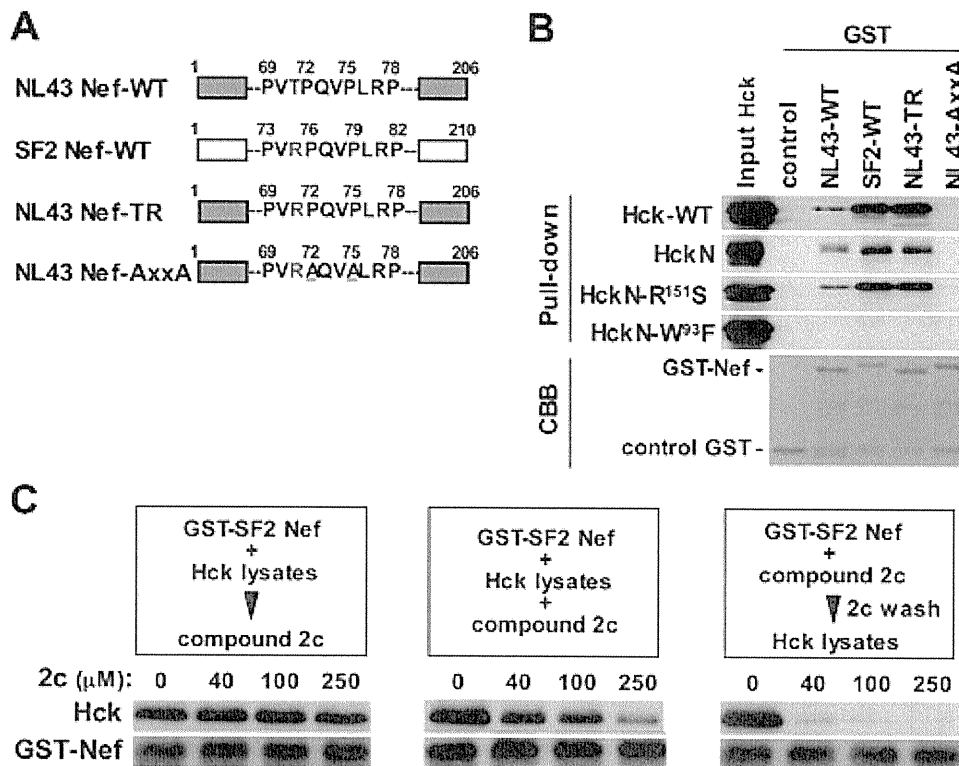 A
1 69 72 75 78 206
NL43 Nef-WT --PVTPQVPLRP--
1 73 76 79 82 210
SF2 Nef-WT --PVRPQVPLRP--
1 69 72 75 78 206
NL43 Nef-TR --PVRPQVPLRP--
1 69 72 75 78 206
NL43 Nef-AxxA --PVRAQVALRP--
B
GST
Input Hck
control
NL43-WT
SF2-WT
NL43-TR
NL43-AxxA
Pull-down
Hck-WT
HckN
HckN-R151S
HckN-W93F
CBB
GST-Nef -
control GST -
C
GST-SF2 Nef
+
Hck lysates
compound 2c
GST-SF2 Nef
+
Hck lysates
+
compound 2c
GST-SF2 Nef
+
compound 2c
2c wash
Hck lysates
2c (μM): 0 40 100 250 0 40 100 250 0 40 100 250
Hck
GST-Nef